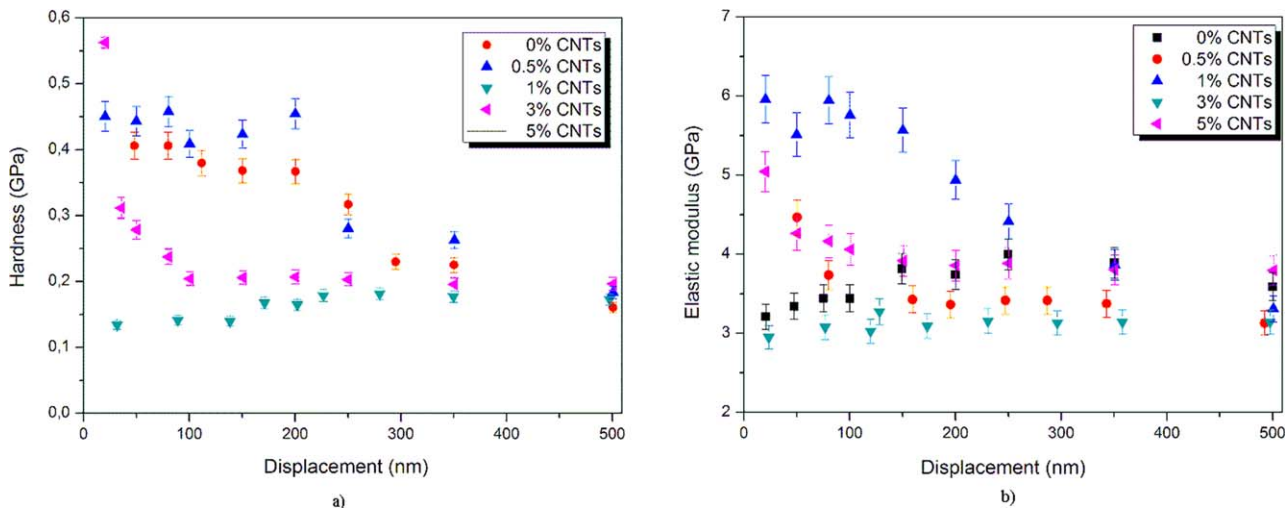 0,6
0,5
0,4
0,3
0,2
0,1
0,0
Hardness (GPa)
0% CNTs
0.5% CNTs
1% CNTs
3% CNTs
5% CNTs
0 100 200 300 400 500
Displacement (nm)
a)
7
6
5
4
3
2
Elastic modulus (GPa)
0% CNTs
0.5% CNTs
1% CNTs
3% CNTs
5% CNTs
0 100 200 300 400 500
Displacement (nm)
b)